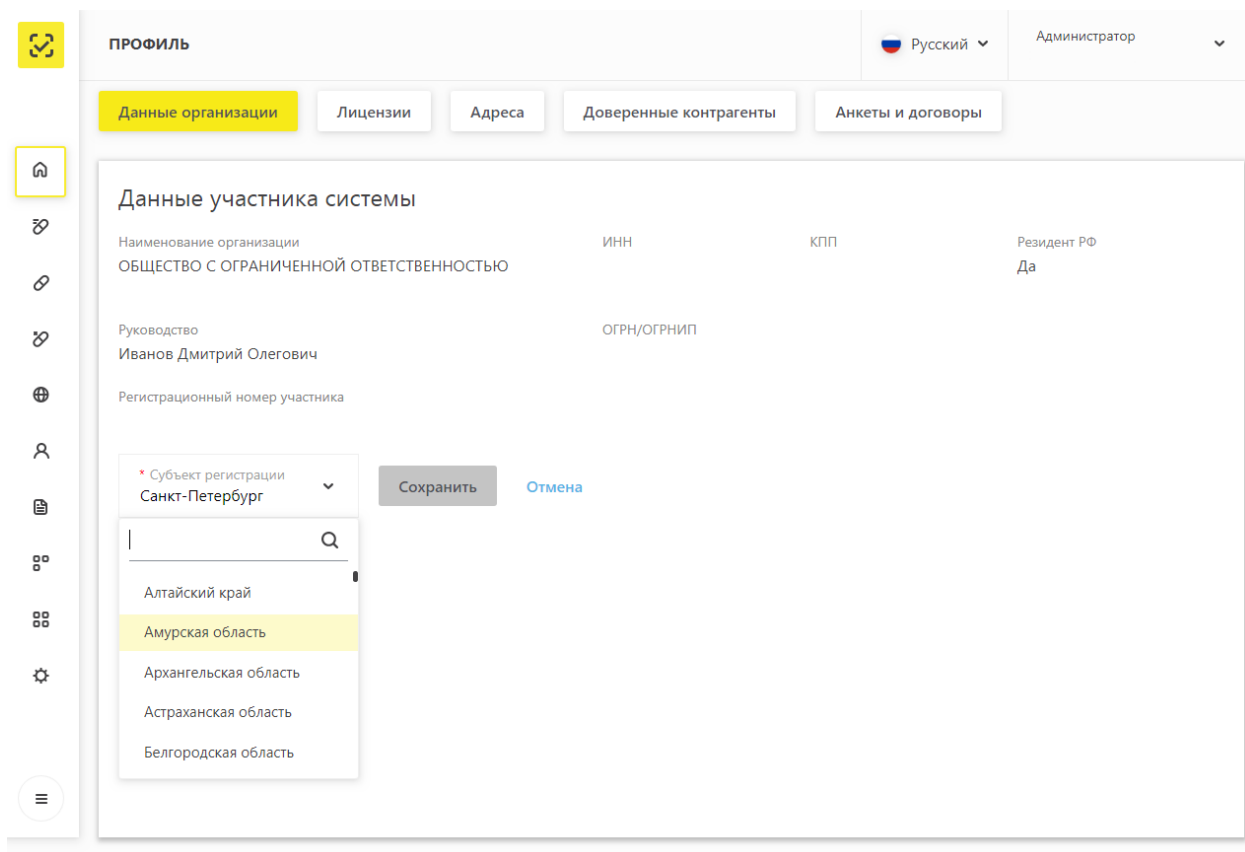 ПРОФИЛЬ
Русский
Администратор
Данные организации
Лицензии
Адреса
Доверенные контрагенты
Анкеты и договоры
Данные участника системы
Наименование организации
ИНН
КПП
Резидент РФ
ОБЩЕСТВО С ОГРАНИЧЕННОЙ ОТВЕТСТВЕННОСТЬЮ
Да
Руководство
ОГРН/ОГРНИП
Иванов Дмитрий Олегович
Регистрационный номер участника
* Субъект регистрации
Санкт-Петербург
Сохранить
Отмена
Алтайский край
Амурская область
Архангельская область
Астраханская область
Белгородская область